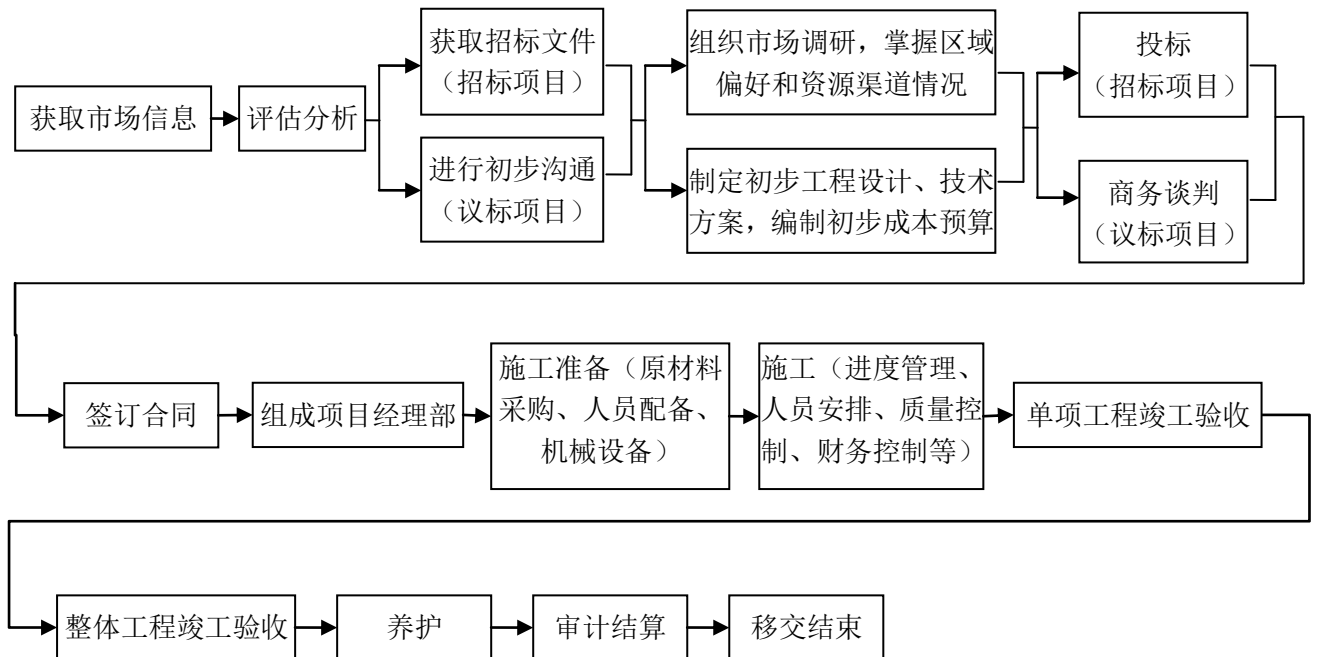 获取市场信息
评估分析
获取招标文件
（招标项目）
进行初步沟通
（议标项目）
组织市场调研，掌握区域
偏好和资源渠道情况
制定初步工程设计、技术
方案，编制初步成本预算
投标
（招标项目）
商务谈判
（议标项目）
签订合同
组成项目经理部
施工准备（原材料
采购、人员配备、
机械设备）
施工（进度管理、
人员安排、质量控
制、财务控制等）
单项工程竣工验收
整体工程竣工验收
养护
审计结算
移交结束